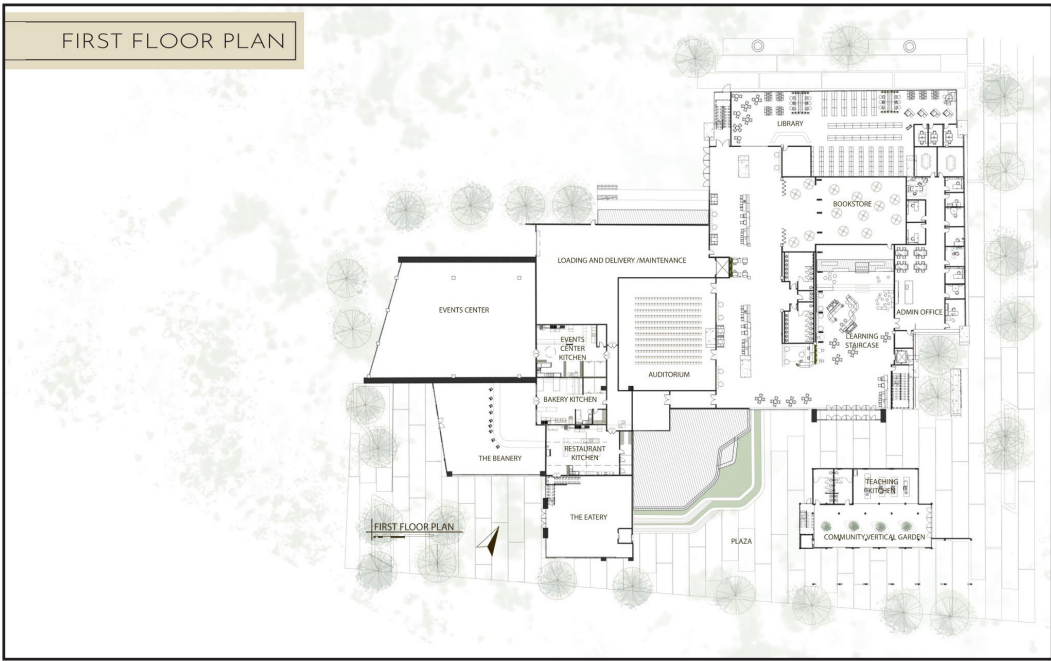 FIRST FLOOR PLAN
LIBRARY
BOOKSTORE
LOADING AND DELIVERY /MAINTENANCE
EVENTS CENTER
ADMIN OFFICE
EVENTS
CENTER
KITCHEN
LEARNING
STAIRCASE
AUDITORIUM
BAKERY KITCHEN
RESTAURANT
KITCHEN
THE BEANERY
TEACHING
KITCHEN
THE EATERY
FIRST FLOOR PLAN
PLAZA
COMMUNITY VERTICAL GARDEN